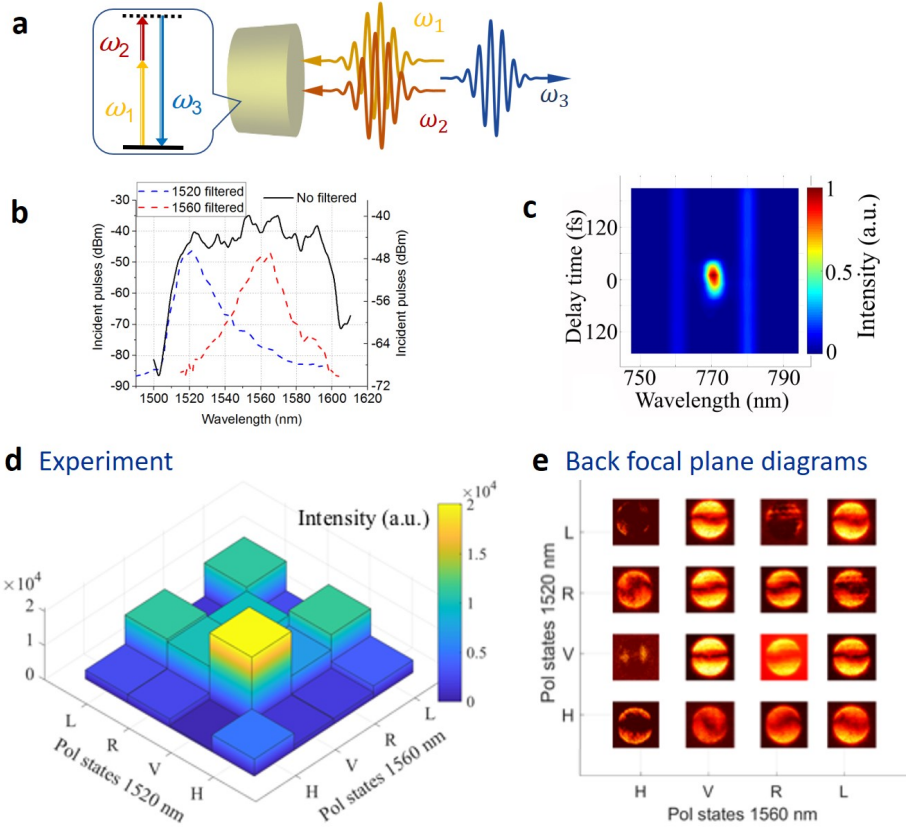 a
ω₂
ω₁
ω₃
ω₁
ω₂
ω₃
b
1520 filtered
1560 filtered
No filtered
-30
-40
-50
-60
-70
-80
-90
Incident pulses (dBm)
-40
-48
-56
-64
-72
Incident pulses (dBm)
1500 1520 1540 1560 1580 1600 1620
Wavelength (nm)
c
120
0
120
Delay time (fs)
750 770 790
Wavelength (nm)
1
0.5
0
Intensity (a.u.)
d Experiment
Intensity (a.u.)
×10⁴
2
1.5
1
0.5
0
×10⁴
2
1
0
L
R
V
H
Pol states 1520 nm
H
V
R
L
Pol states 1560 nm
e Back focal plane diagrams
L
R
V
H
Pol states 1520 nm
H V R L
Pol states 1560 nm